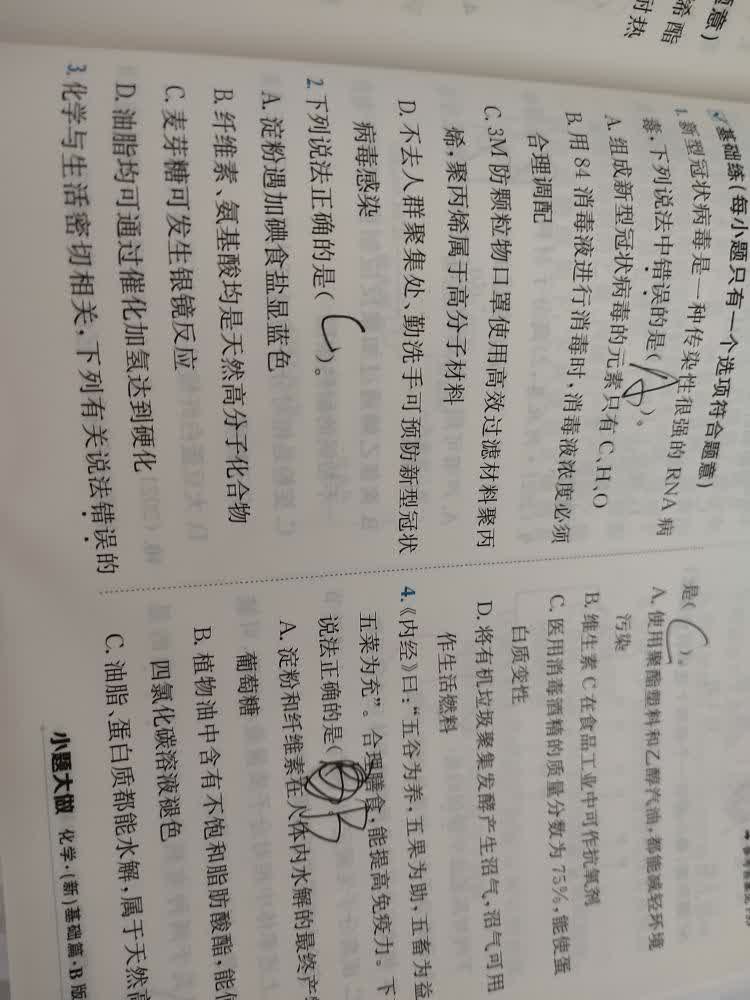 意）
烯酯
耐热
基础练(每小题只有一个选项符合题意)
1.新型冠状病毒是一种传染性很强的RNA病
毒,下列说法中错误的是( A )。
A.组成新型冠状病毒的元素只有C、H、O
B.用84消毒液进行消毒时,消毒液浓度必须
合理调配
C.3M防颗粒物口罩使用高效过滤材料聚丙
烯,聚丙烯属于高分子材料
D.不去人群聚集处、勤洗手可预防新型冠状
病毒感染
2.下列说法正确的是( C )。
A.淀粉遇加碘食盐显蓝色
B.纤维素、氨基酸均是天然高分子化合物
C.麦芽糖可发生银镜反应
D.油脂均可通过催化加氢达到硬化
3.化学与生活密切相关,下列有关说法错误的
是( C )。
A.使用聚酯塑料和乙醇汽油,都能减轻环境
污染
B.维生素C在食品工业中可作抗氧剂
C.医用消毒酒精的质量分数为75%,能使蛋
白质变性
D.将有机垃圾聚集发酵产生沼气,沼气可用
作生活燃料
4.《内经》曰:“五谷为养,五果为助,五畜为益
五菜为充”。合理膳食,能提高免疫力。下
说法正确的是(
A.淀粉和纤维素在人体内水解的最终产
葡萄糖
B.植物油中含有不饱和脂肪酸酯,能
四氯化碳溶液褪色
C.油脂、蛋白质都能水解,属于天然高
小题大做 化学·(新)基础篇·B版